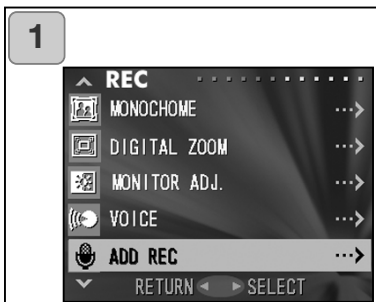 1
REC
MONOCHOME
DIGITAL ZOOM
MONITOR ADJ.
VOICE
ADD REC
RETURN SELECT